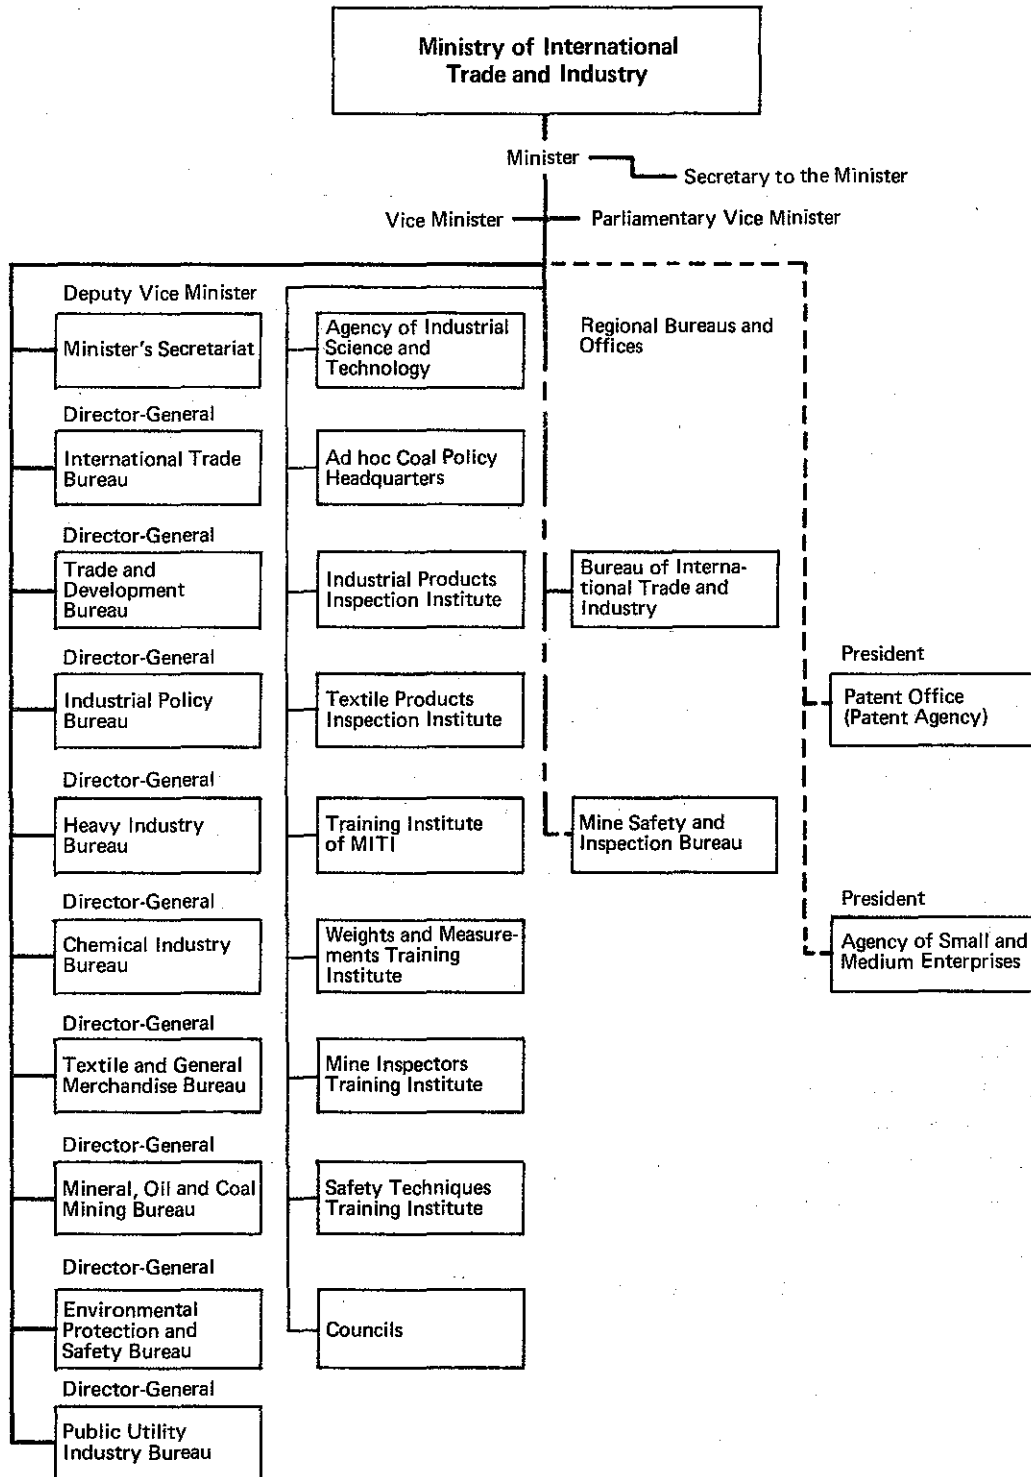 Ministry of International
Trade and Industry
Minister
Secretary to the Minister
Vice Minister
Parliamentary Vice Minister
Deputy Vice Minister
Minister's Secretariat
Director-General
International Trade
Bureau
Director-General
Trade and
Development
Bureau
Director-General
Industrial Policy
Bureau
Director-General
Heavy Industry
Bureau
Director-General
Chemical Industry
Bureau
Director-General
Textile and General
Merchandise Bureau
Director-General
Mineral, Oil and Coal
Mining Bureau
Director-General
Environmental
Protection and
Safety Bureau
Director-General
Public Utility
Industry Bureau
Agency of Industrial
Science and
Technology
Ad hoc Coal Policy
Headquarters
Industrial Products
Inspection Institute
Textile Products
Inspection Institute
Training Institute
of MITI
Weights and Measure-
ments Training
Institute
Mine Inspectors
Training Institute
Safety Techniques
Training Institute
Councils
Regional Bureaus and
Offices
Bureau of Interna-
tional Trade and
Industry
Mine Safety and
Inspection Bureau
President
Patent Office
(Patent Agency)
President
Agency of Small and
Medium Enterprises